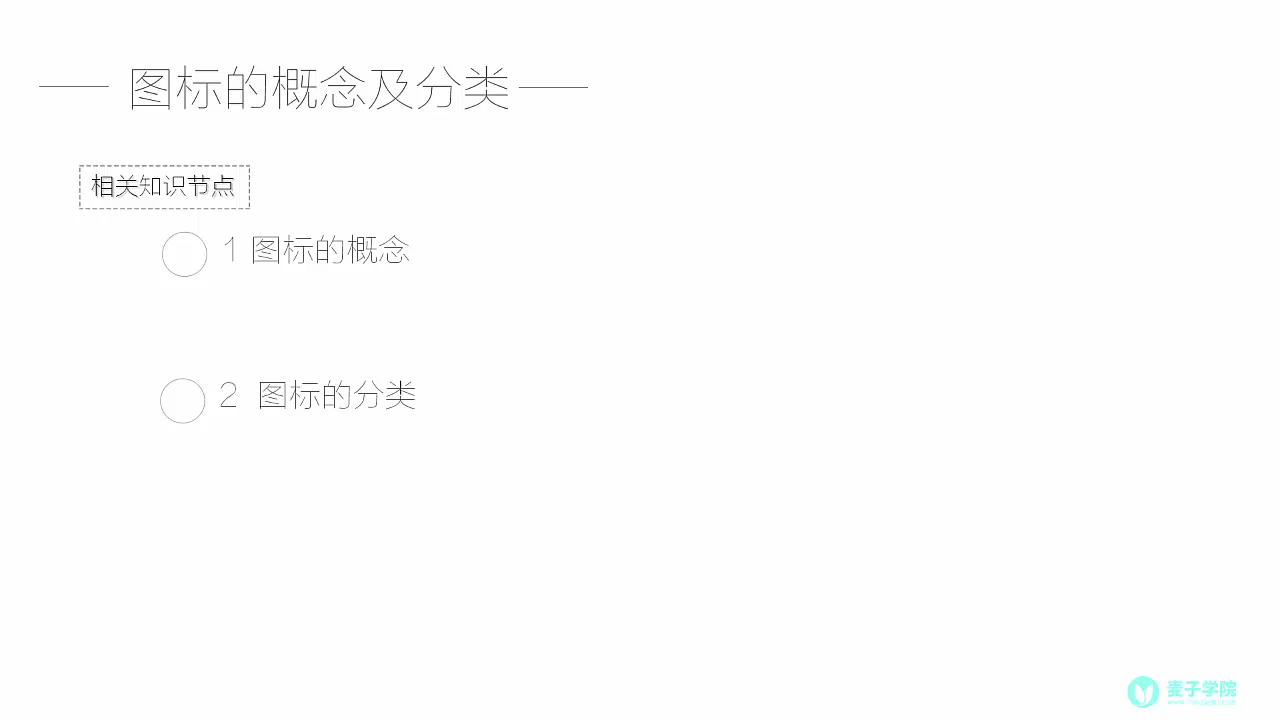 图标的概念及分类
相关知识节点
1 图标的概念
2 图标的分类
麦子学院